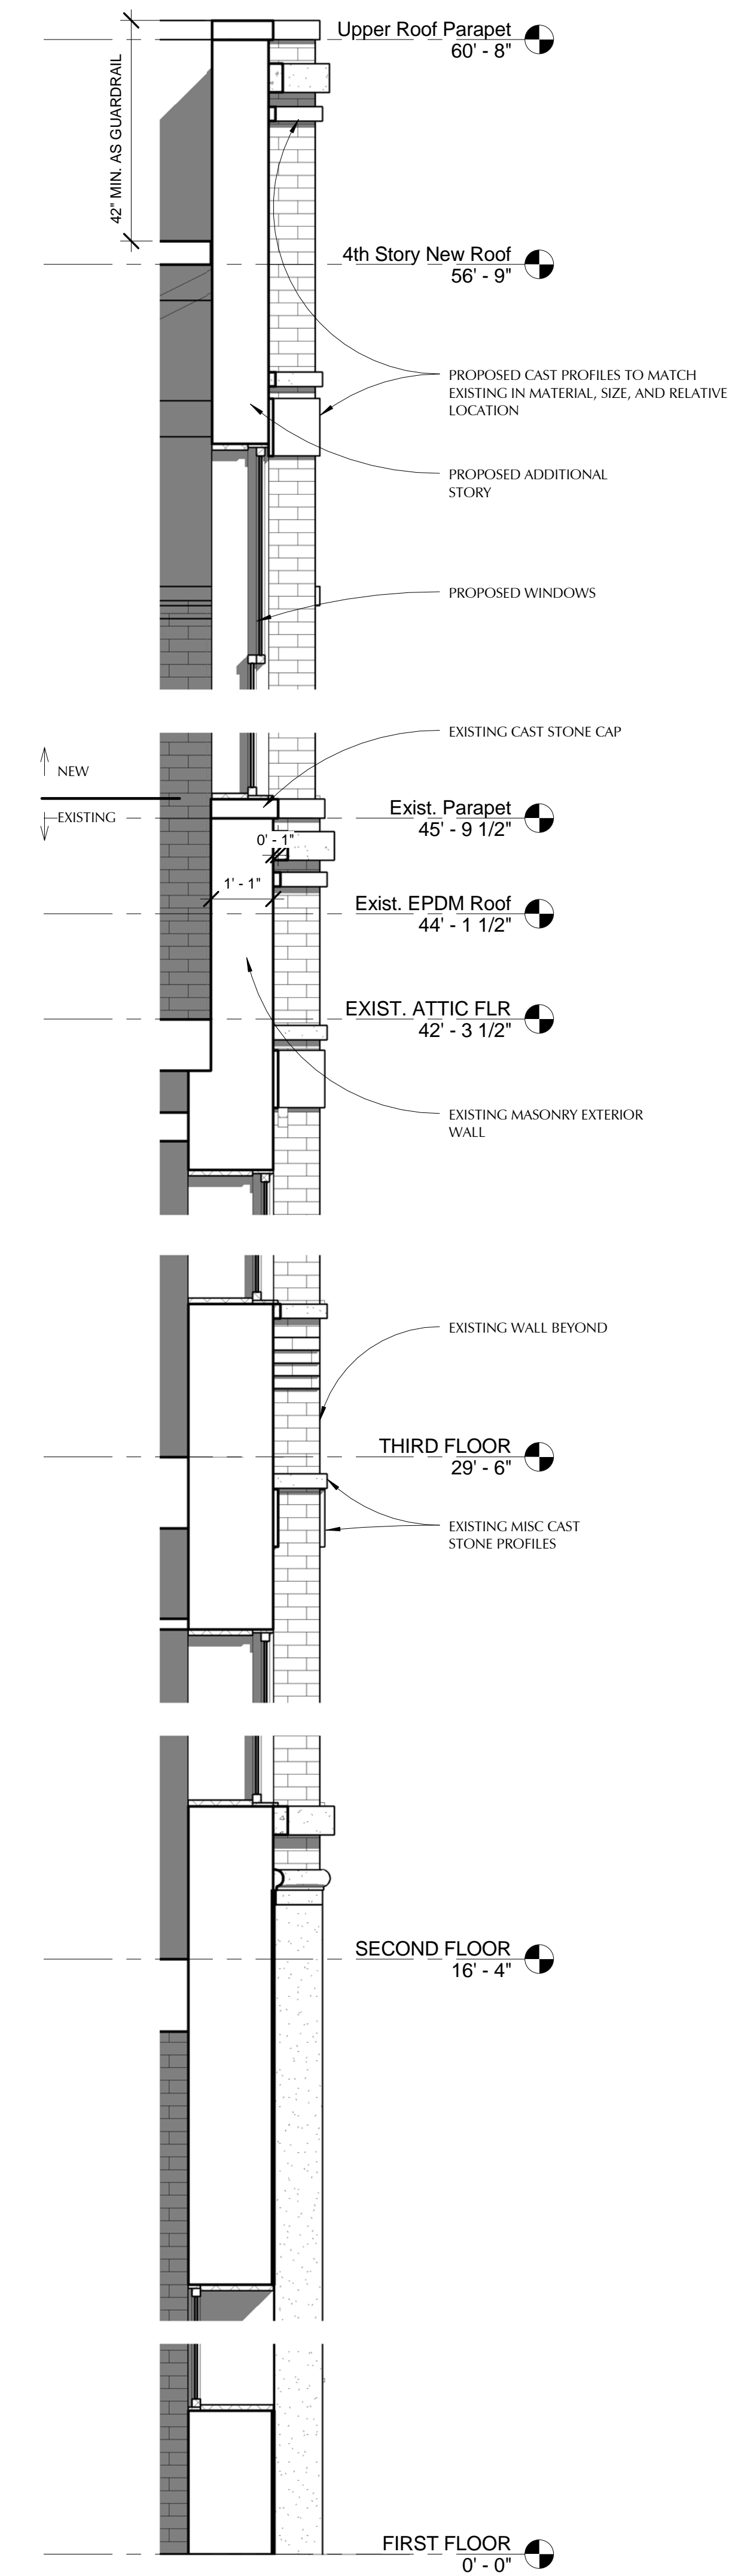 Upper Roof Parapet
60' - 8"
42" MIN. AS GUARDRAIL
4th Story New Roof
56' - 9"
PROPOSED CAST PROFILES TO MATCH
EXISTING IN MATERIAL, SIZE, AND RELATIVE
LOCATION
PROPOSED ADDITIONAL
STORY
PROPOSED WINDOWS
EXISTING CAST STONE CAP
NEW
EXISTING
Exist. Parapet
45' - 9 1/2"
0' - 1"
1' - 1"
Exist. EPDM Roof
44' - 1 1/2"
EXIST. ATTIC FLR
42' - 3 1/2"
EXISTING MASONRY EXTERIOR
WALL
EXISTING WALL BEYOND
THIRD FLOOR
29' - 6"
EXISTING MISC CAST
STONE PROFILES
SECOND FLOOR
16' - 4"
FIRST FLOOR
0' - 0"